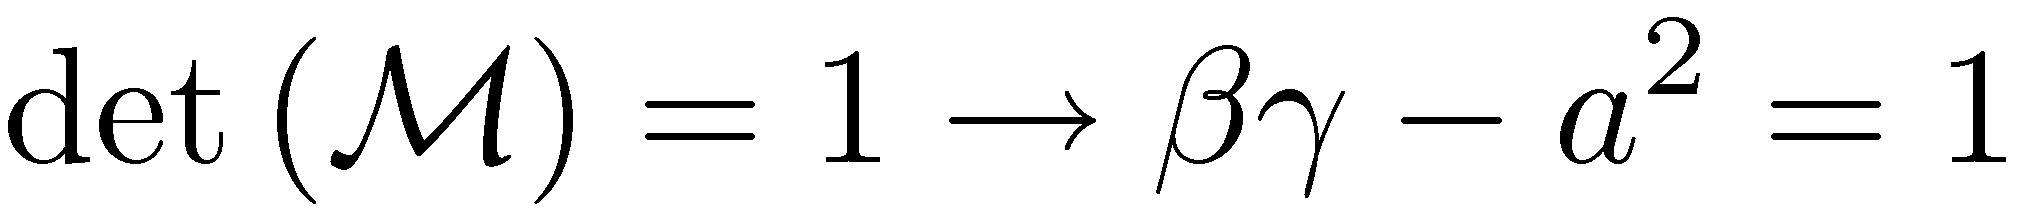 det (ℳ) = 1 → βγ − a² = 1